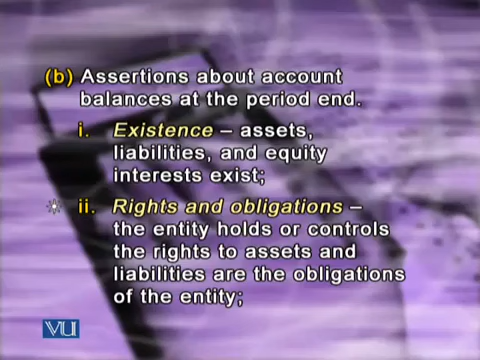 (b) Assertions about account
balances at the period end.
i. Existence – assets,
liabilities, and equity
interests exist;
ii. Rights and obligations –
the entity holds or controls
the rights to assets and
liabilities are the obligations
of the entity;
VU